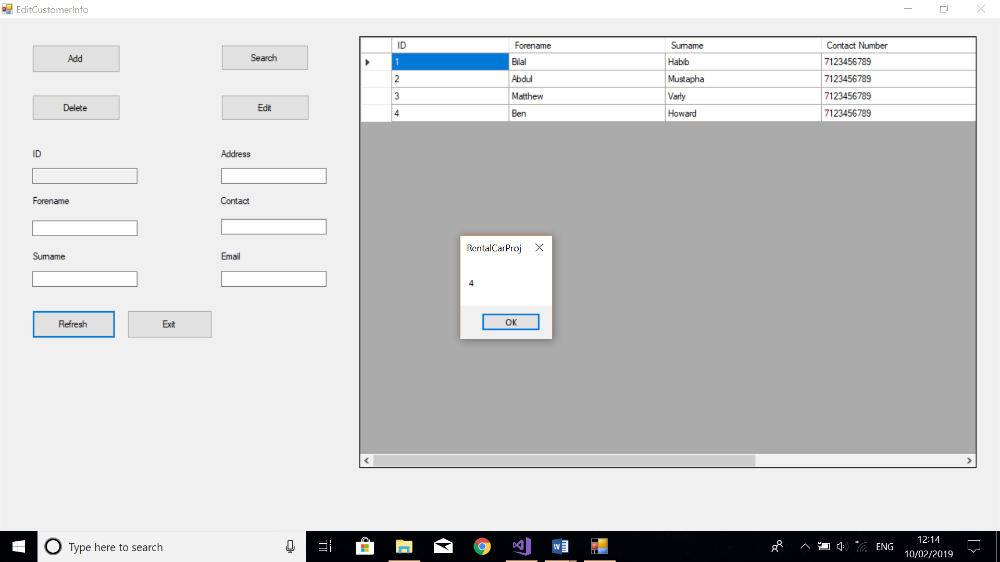 EditCustomerInfo
Add
Search
Delete
Edit
ID
Address
Forename
Contact
Surname
Email
Refresh
Exit
ID Forename Surname Contact Number
1 Bilal Habib 7123456789
2 Abdul Mustapha 7123456789
3 Matthew Varly 7123456789
4 Ben Howard 7123456789
RentalCarProj
4
OK
Type here to search
ENG
12:14
10/02/2019